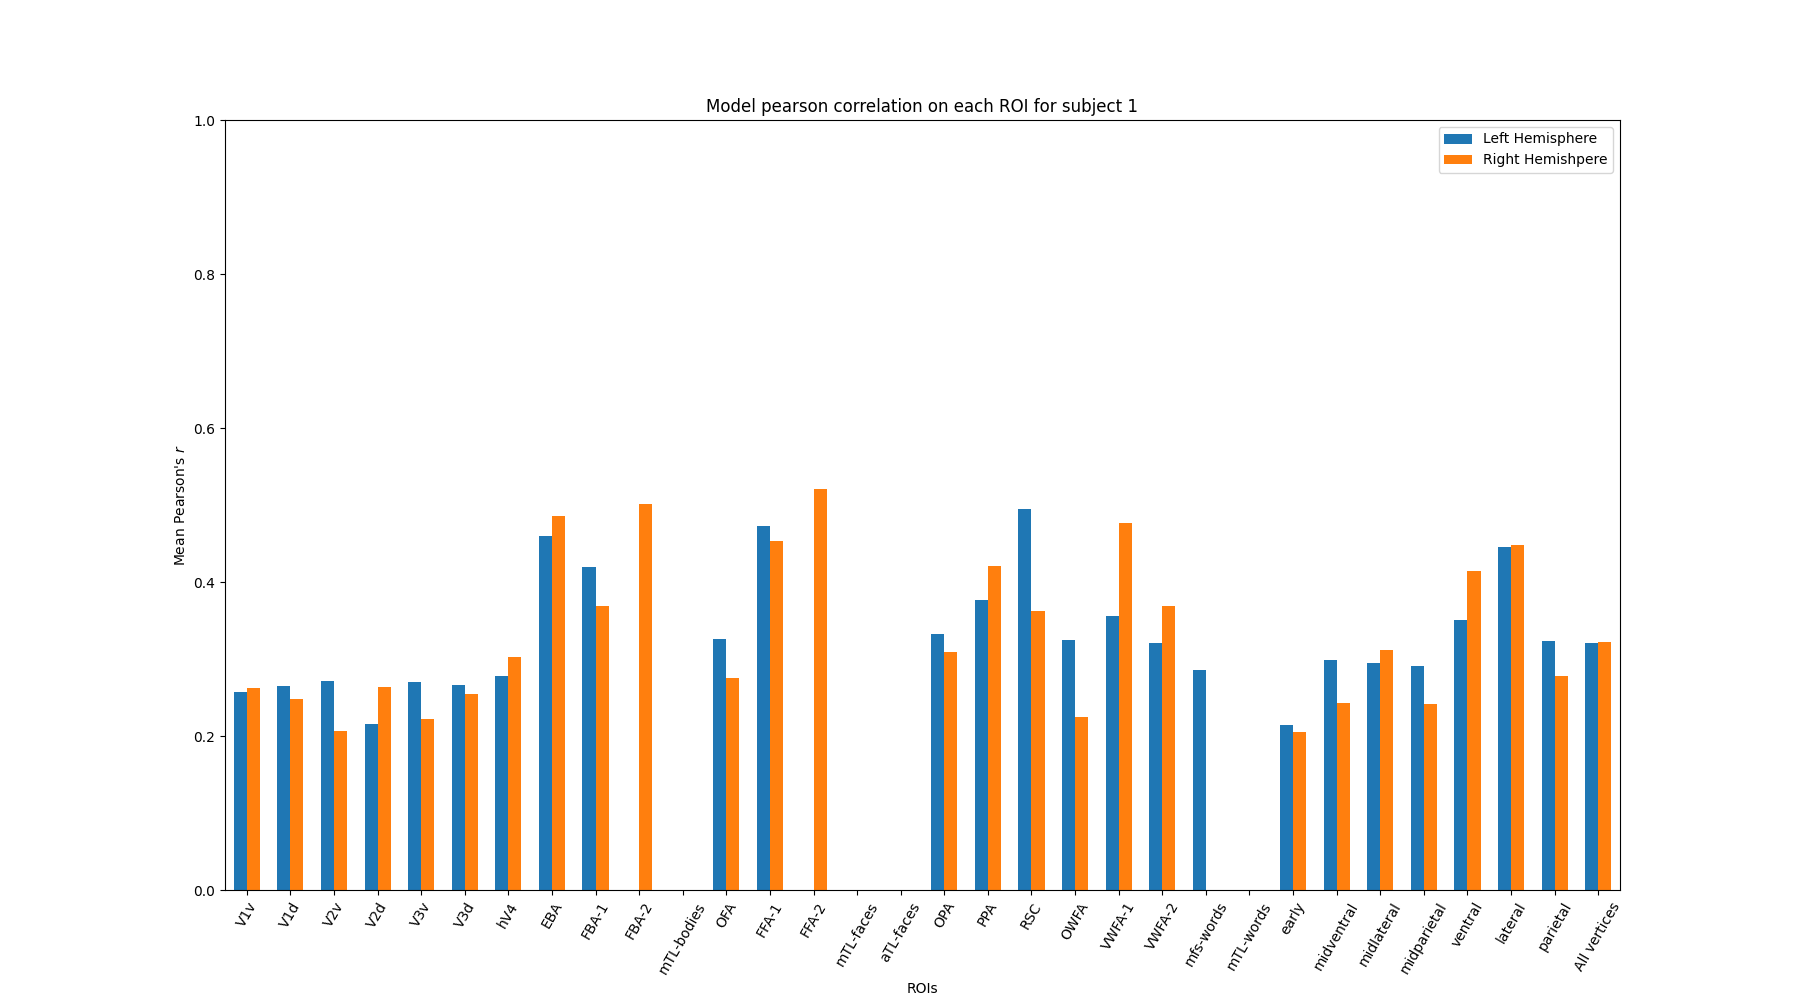 Model pearson correlation on each ROI for subject 1
Left Hemisphere
Right Hemishpere
Mean Pearson's r
1.0
0.8
0.6
0.4
0.2
0.0
V1v
V1d
V2v
V2d
V3v
V3d
hV4
EBA
FBA-1
FBA-2
mTL-bodies
OFA
FFA-1
FFA-2
mTL-faces
aTL-faces
OPA
PPA
RSC
OWFA
VWFA-1
VWFA-2
mfs-words
mTL-words
early
midventral
midlateral
midparietal
ventral
lateral
parietal
All vertices
ROIs